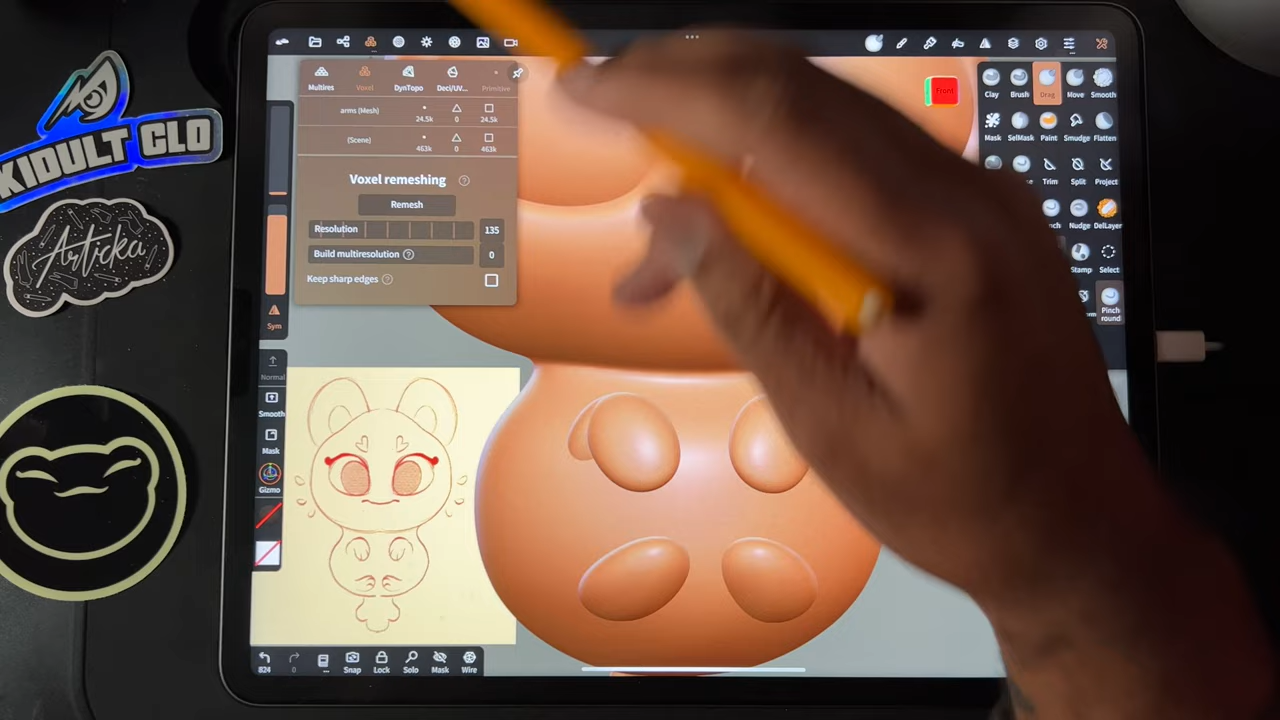 KIDULT CLO
Articka
Multires
Voxel
DynTopo
Deci/UV...
Primitive
arms (Mesh)
24.5k
0
24.5k
(Scene)
463k
0
463k
Voxel remeshing
?
Remesh
Resolution
135
Build multiresolution
?
0
Keep sharp edges
?
Sym
Normal
Smooth
Mask
Gizmo
824
0
...
Snap
Lock
Solo
Mask
Wire
Front
Clay
Brush
Drag
Move
Smooth
Mask
SelMask
Paint
Smudge
Flatten
Trim
Split
Project
Nudge
DelLayer
Stamp
Select
Pinch
round